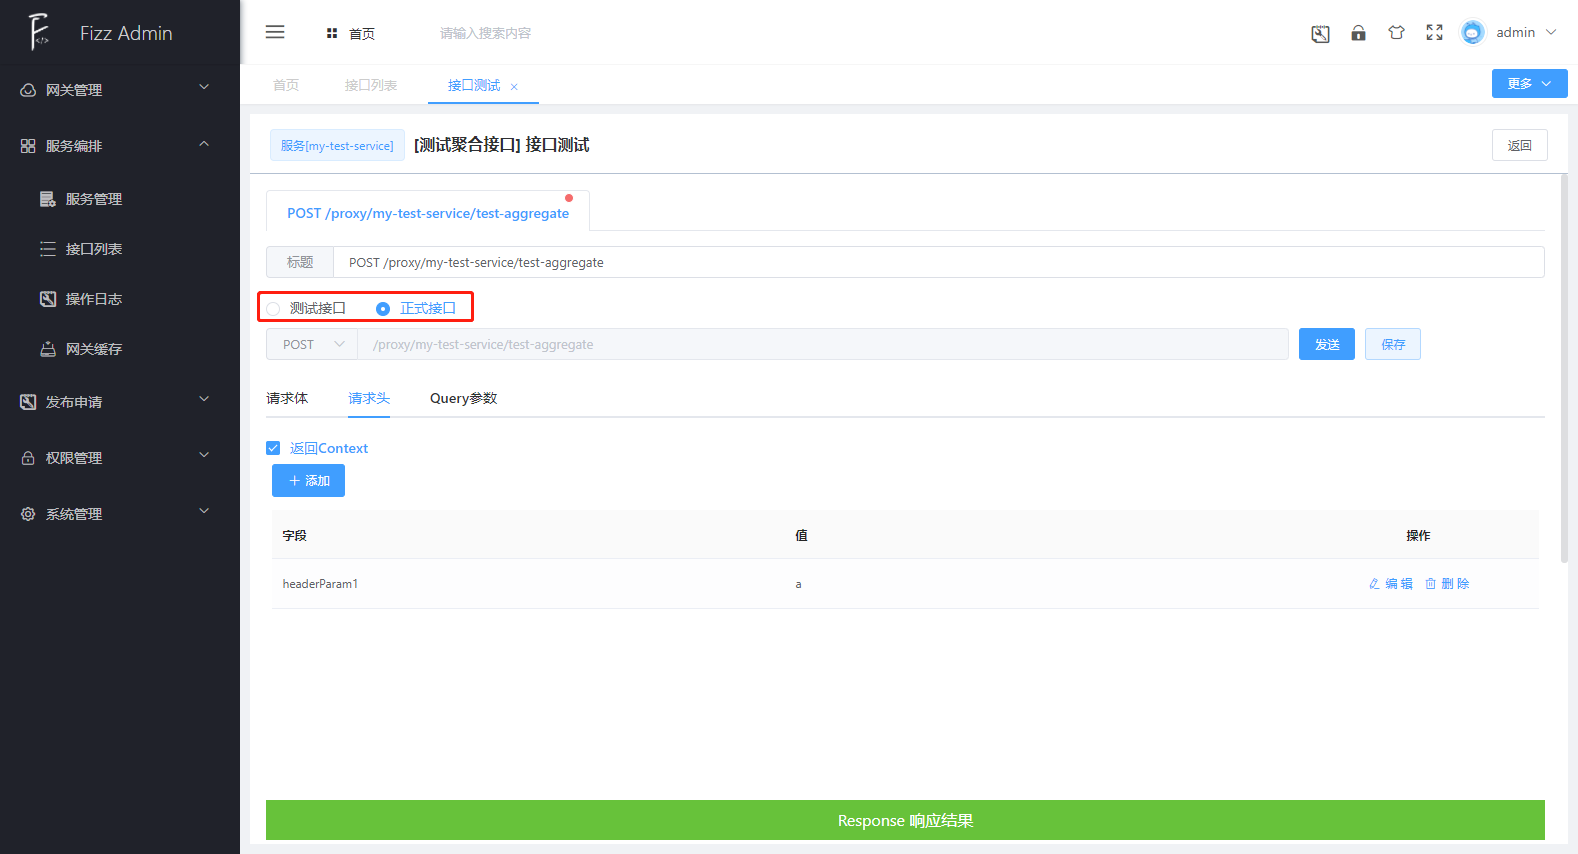 Fizz Admin
首页
请输入搜索内容
admin
网关管理
服务编排
服务管理
接口列表
操作日志
网关缓存
发布申请
权限管理
系统管理
首页
接口列表
接口测试
更多
服务[my-test-service]
[测试聚合接口] 接口测试
返回
POST /proxy/my-test-service/test-aggregate
标题
POST /proxy/my-test-service/test-aggregate
测试接口
正式接口
POST
/proxy/my-test-service/test-aggregate
发送
保存
请求体
请求头
Query参数
返回Context
添加
字段
值
操作
headerParam1
a
编辑
删除
Response 响应结果